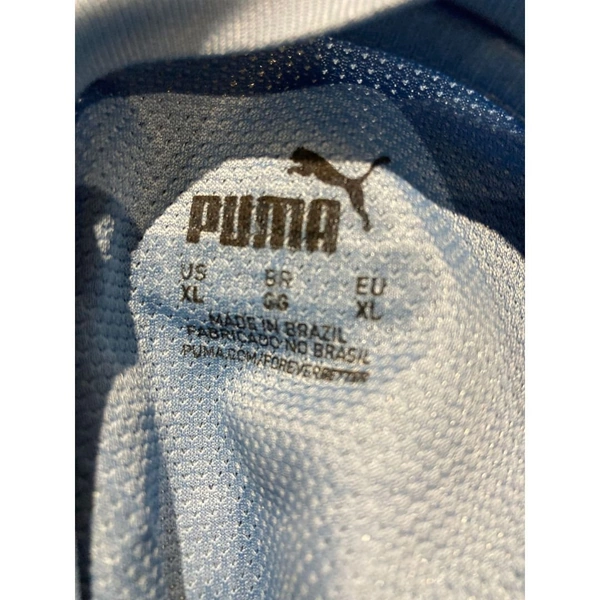 PUMA
US BR EU
XL GG XL
MADE IN BRAZIL
FABRICADO NO BRASIL
PUMA.COM/FOREVERBETTER